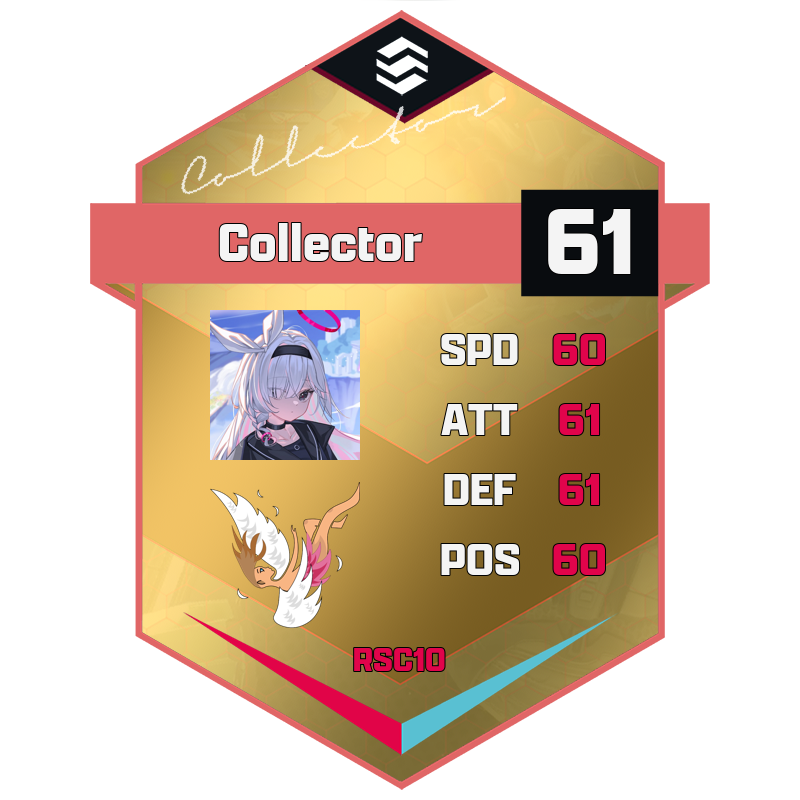 Collector
Collector 61
SPD 60
ATT 61
DEF 61
POS 60
RSC10